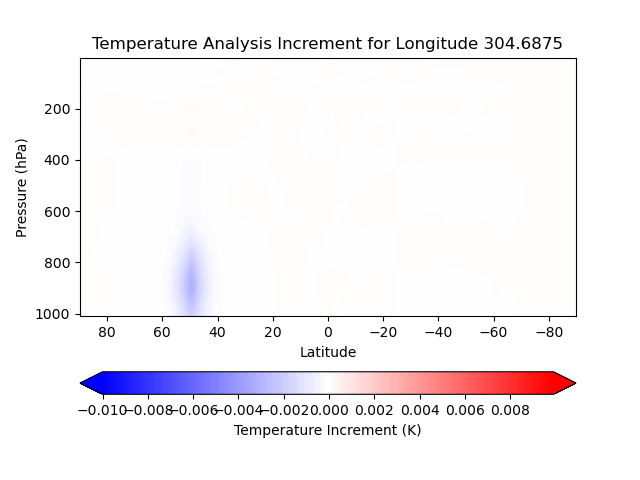 Temperature Analysis Increment for Longitude 304.6875
Pressure (hPa)
200
400
600
800
1000
80 60 40 20 0 −20 −40 −60 −80
Latitude
−0.010 −0.008 −0.006 −0.004 −0.002 0.000 0.002 0.004 0.006 0.008
Temperature Increment (K)